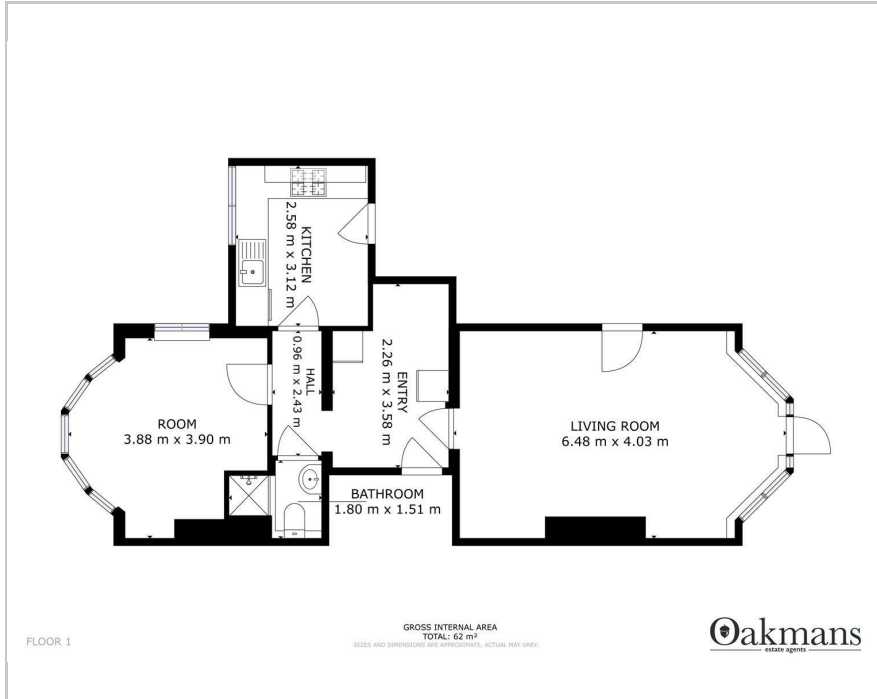 KITCHEN
2.58 m x 3.12 m
HALL
0.96 m x 2.43 m
ENTRY
2.26 m x 3.58 m
ROOM
3.88 m x 3.90 m
LIVING ROOM
6.48 m x 4.03 m
BATHROOM
1.80 m x 1.51 m
FLOOR 1
GROSS INTERNAL AREA
TOTAL: 62 m²
SIZES AND DIMENSIONS ARE APPROXIMATE, ACTUAL MAY VARY.
Oakmans
estate agents